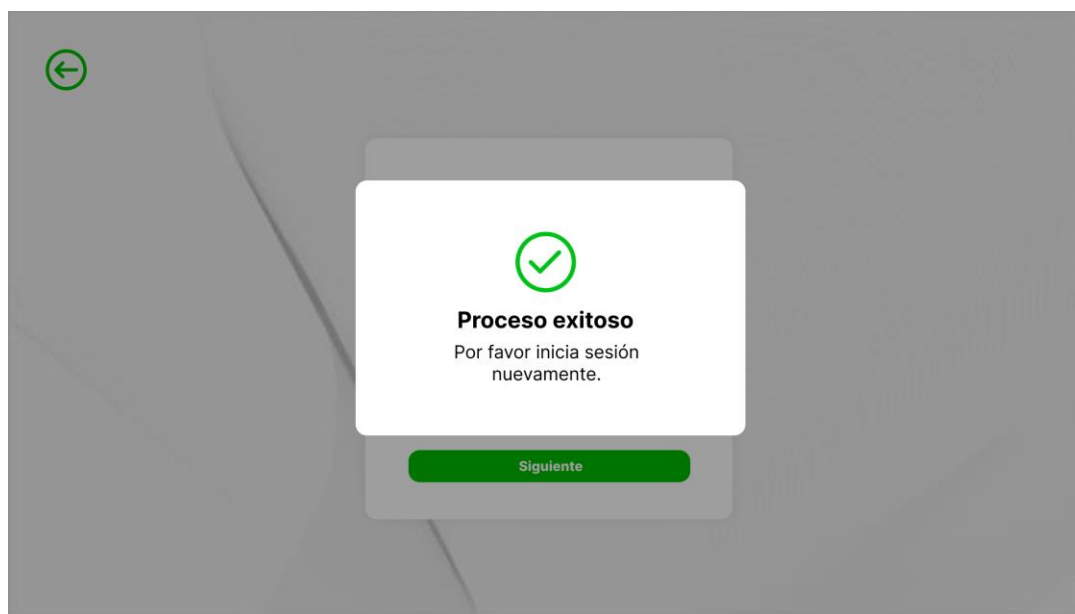 Proceso exitoso
Por favor inicia sesión
nuevamente.
Siguiente